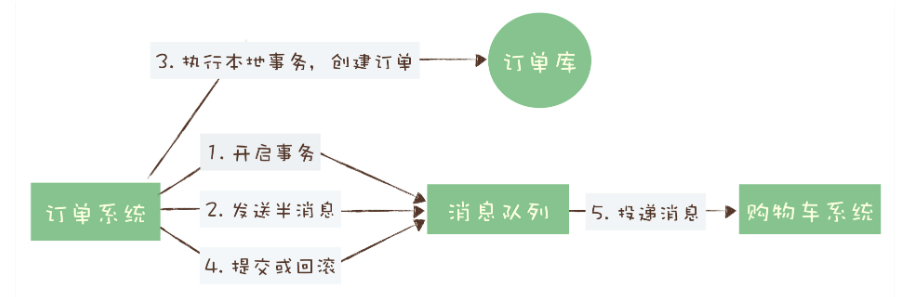 3. 执行本地事务，创建订单
订单库
1. 开启事务
订单系统
2. 发送半消息
消息队列
5. 投递消息
购物车系统
4. 提交或回滚